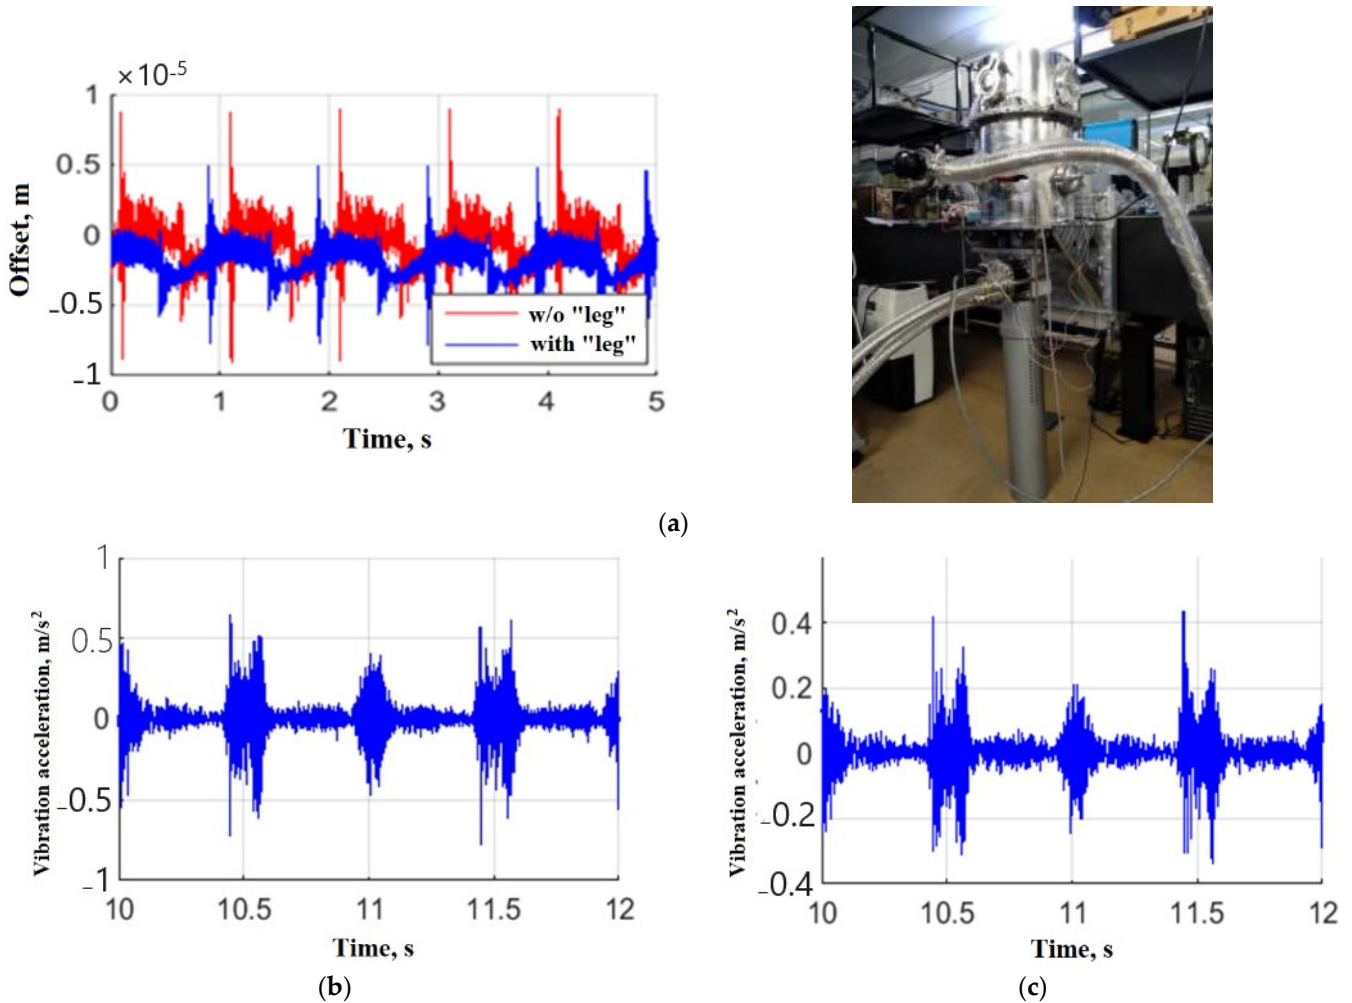 ×10-5
1
0.5
0
-0.5
-1
Offset, m
w/o "leg"
with "leg"
0 1 2 3 4 5
Time, s
(a)
1
0.5
0
-0.5
-1
Vibration acceleration, m/s2
10 10.5 11 11.5 12
Time, s
(b)
0.4
0.2
0
-0.2
-0.4
Vibration acceleration, m/s2
10 10.5 11 11.5 12
Time, s
(c)